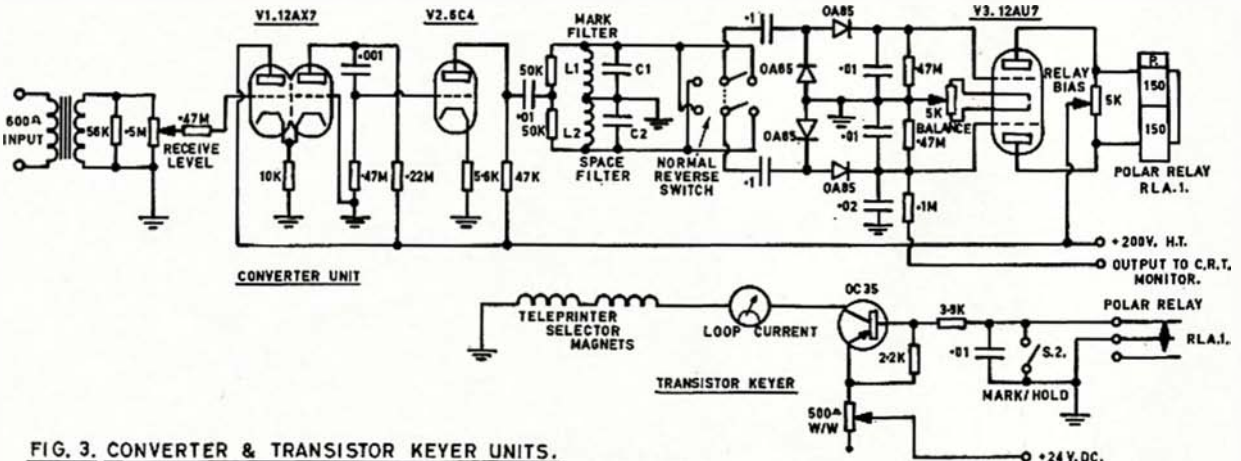 V1.12AX7
V2.6C4
MARK
FILTER
V3.12AU7
·1
OA85
·001
50K
L1
C1
OA85
·01
·47M
RELAY
BIAS
P.
150
150
5K
600Ω
INPUT
56K
·5M
·47M
RECEIVE
LEVEL
·01
50K
L2
C2
5K
BALANCE
10K
·47M
·22M
5·6K
47K
SPACE
FILTER
NORMAL
REVERSE
SWITCH
OA85
·1
OA85
·01
·47M
·02
·1M
POLAR RELAY
R.L.A.1.
+200V. H.T.
OUTPUT TO C.R.T.
MONITOR.
CONVERTER UNIT
TELEPRINTER
SELECTOR
MAGNETS
LOOP CURRENT
OC35
3·9K
2·2K
·01
S.2.
MARK/HOLD
POLAR RELAY
R.L.A.1.
TRANSISTOR KEYER
500Ω
W/W
+24V.DC.
FIG. 3. CONVERTER & TRANSISTOR KEYER UNITS.